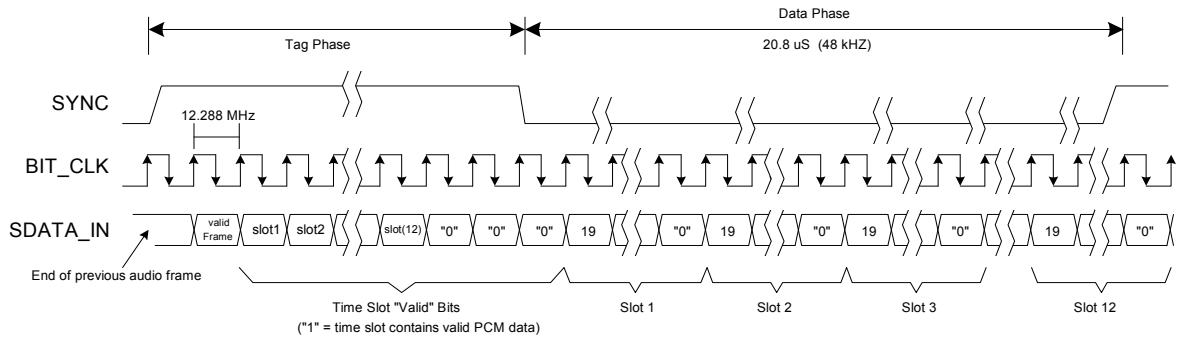 Data Phase
Tag Phase
20.8 uS (48 kHZ)
SYNC
12.288 MHz
BIT_CLK
SDATA_IN
valid Frame slot1 slot2 slot(12) "0" "0" "0" 19 "0" 19 "0" 19 "0" 19 "0"
End of previous audio frame
Time Slot "Valid" Bits
("1" = time slot contains valid PCM data)
Slot 1
Slot 2
Slot 3
Slot 12